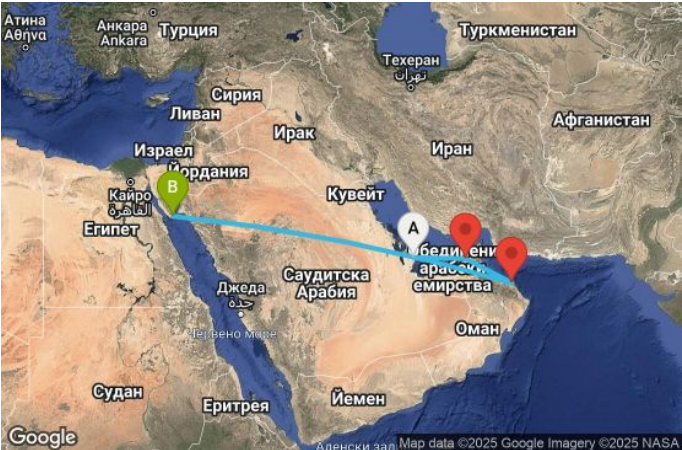 Атина
Αθήνα
Анкара
Ankara
Турция
Туркменистан
Техеран
تهران
Сирия
Ливан
Ирак
Афганистан
Израел
Йордания
Иран
Кайро
القاهرة
Кувейт
Египет
B
A
Обединени
арабски
емирства
Саудитска
Арабия
Джеда
جدة
Оман
Червено море
Судан
Еритрея
Йемен
Google
Аденски зал
Map data ©2025 Google Imagery ©2025 NASA